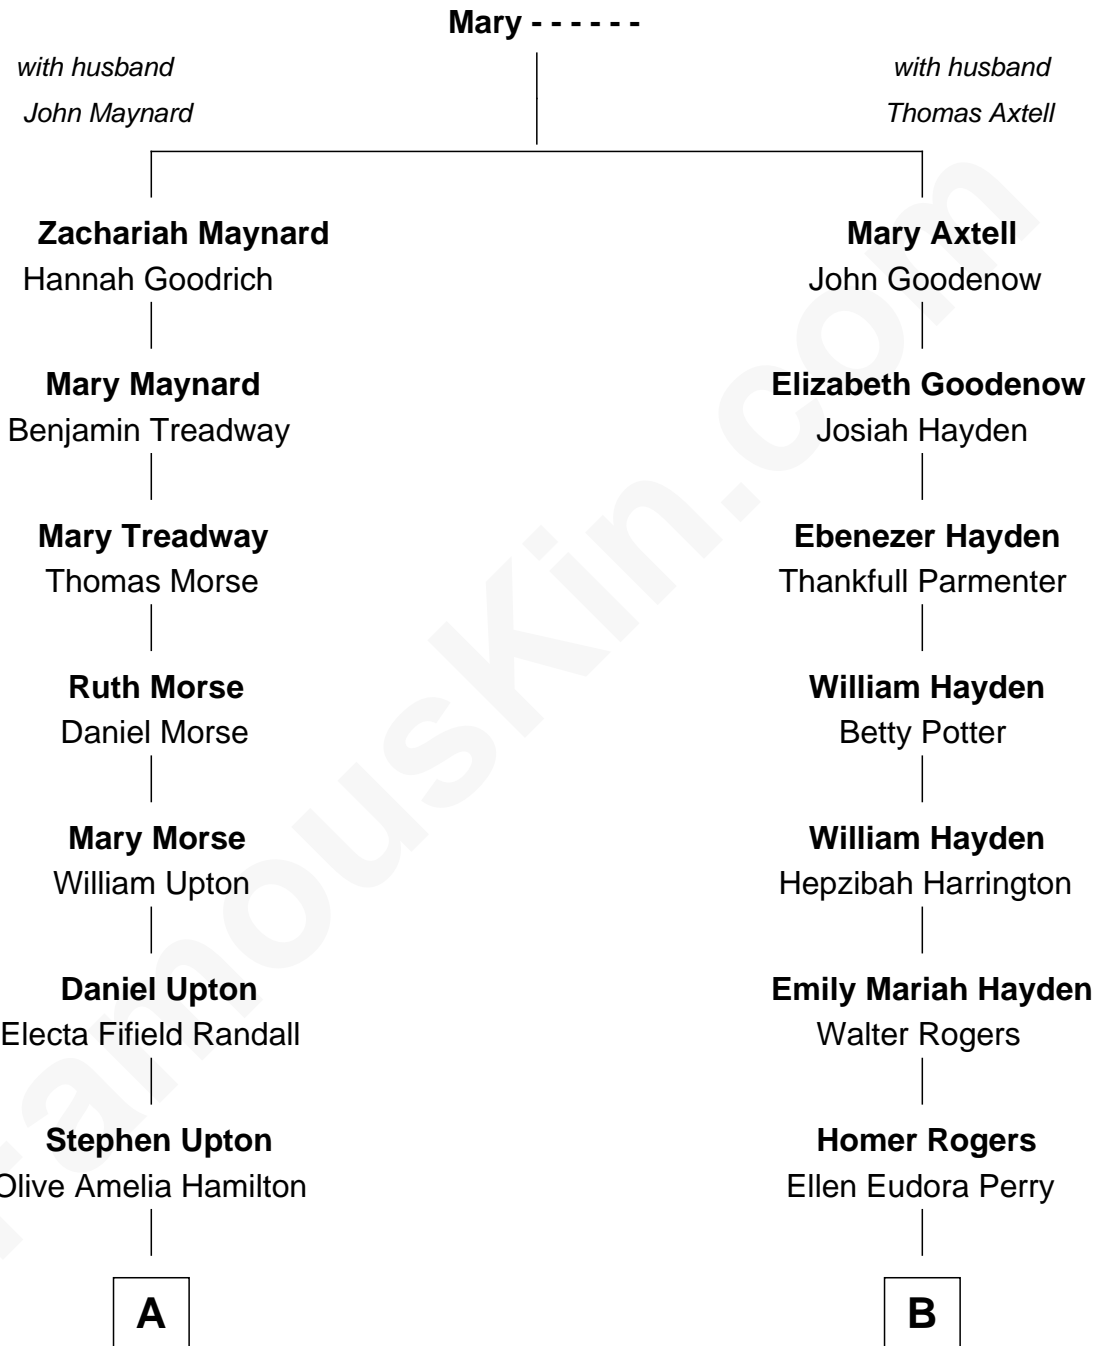 Mary - - - - - -
with husband
John Maynard
with husband
Thomas Axtell
Zachariah Maynard
Hannah Goodrich
Mary Axtell
John Goodenow
Mary Maynard
Benjamin Treadway
Elizabeth Goodenow
Josiah Hayden
Mary Treadway
Thomas Morse
Ebenezer Hayden
Thankfull Parmenter
Ruth Morse
Daniel Morse
William Hayden
Betty Potter
Mary Morse
William Upton
William Hayden
Hepzibah Harrington
Daniel Upton
Electa Fifield Randall
Emily Mariah Hayden
Walter Rogers
Stephen Upton
Olive Amelia Hamilton
Homer Rogers
Ellen Eudora Perry
A
B
FamousKin.com